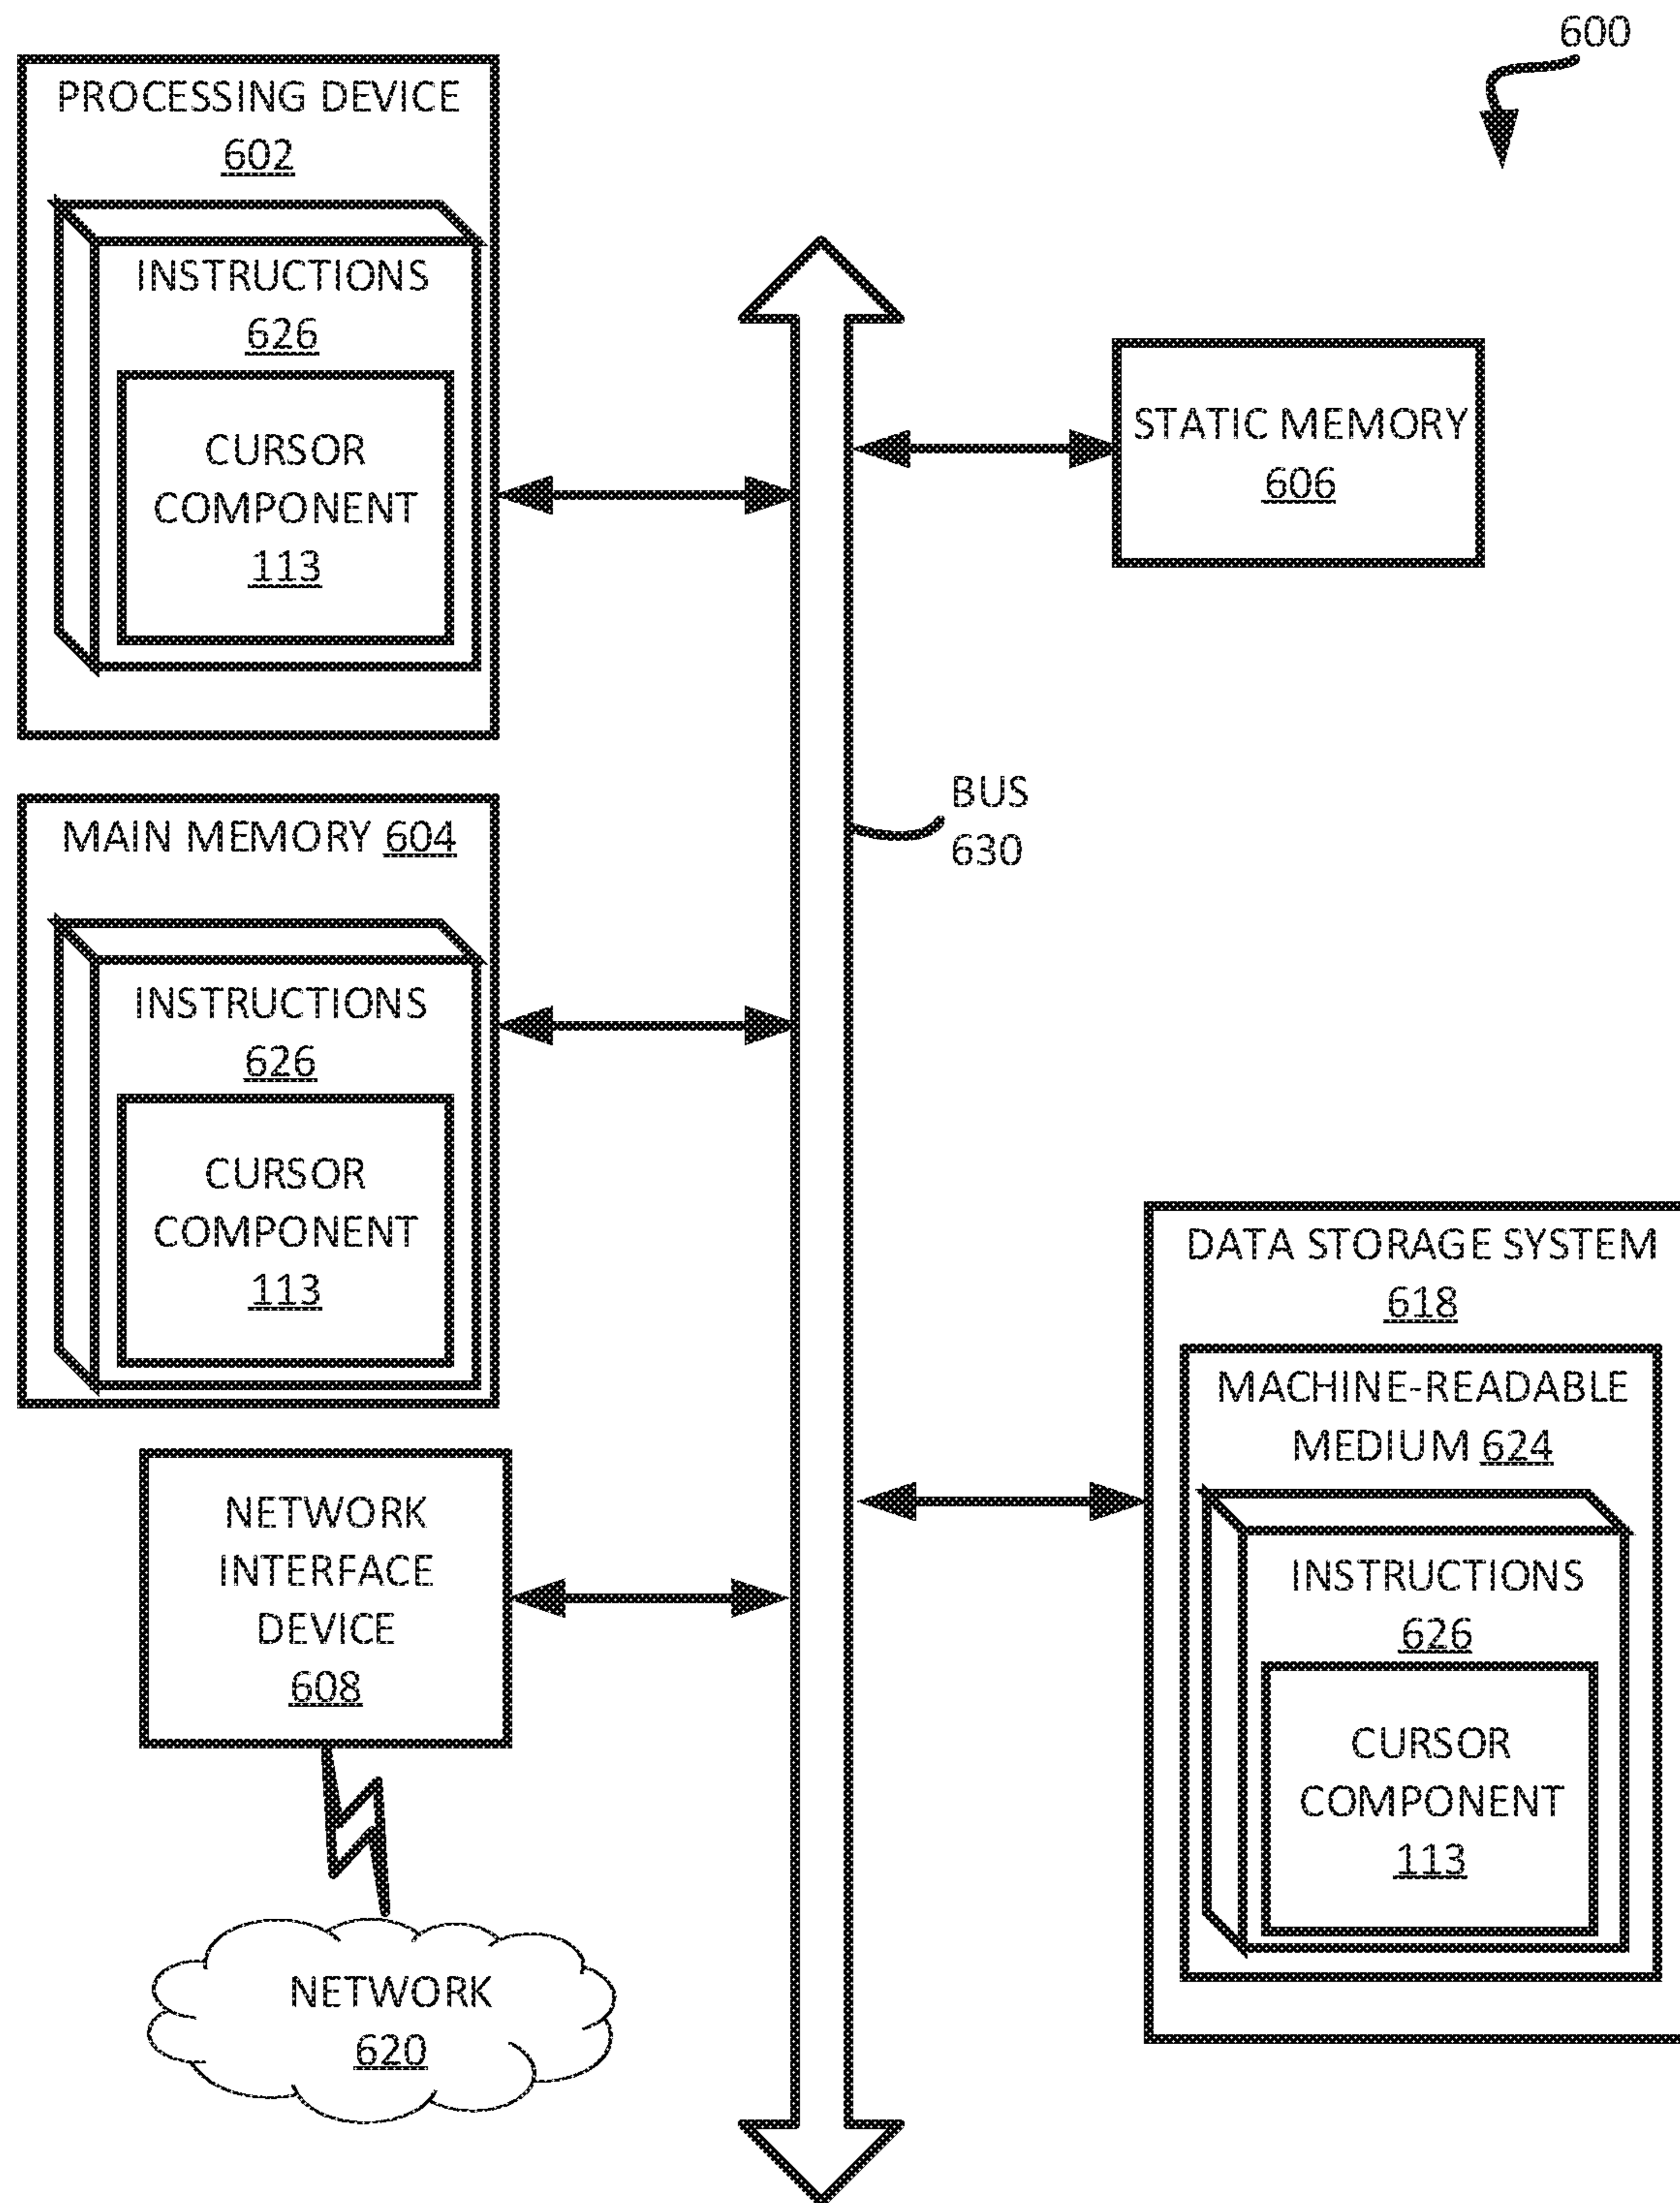 600
PROCESSING DEVICE
602
INSTRUCTIONS
626
CURSOR
COMPONENT
113
STATIC MEMORY
606
BUS
630
MAIN MEMORY 604
INSTRUCTIONS
626
CURSOR
COMPONENT
113
DATA STORAGE SYSTEM
618
MACHINE-READABLE
MEDIUM 624
INSTRUCTIONS
626
CURSOR
COMPONENT
113
NETWORK
INTERFACE
DEVICE
608
NETWORK
620